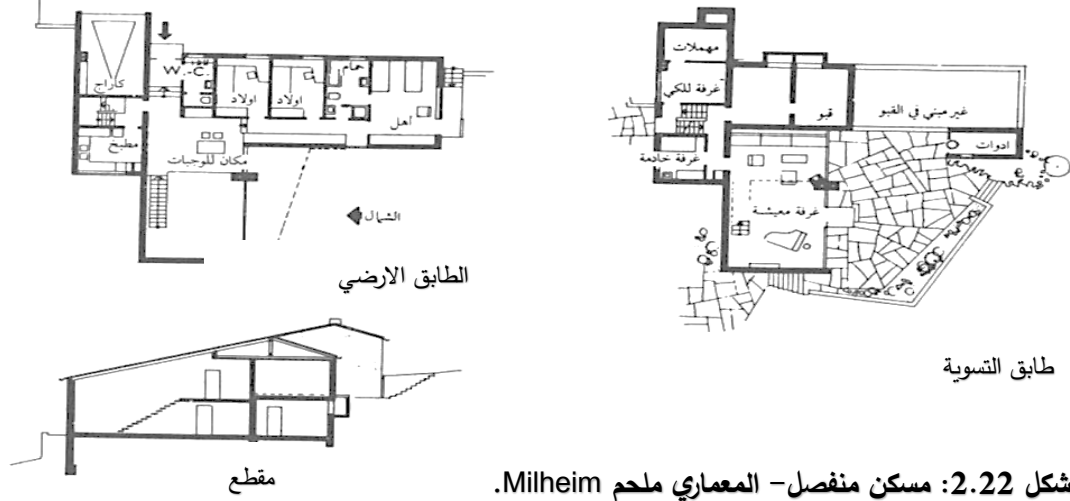 كاراج
W.-C.
اولاد
اولاد
حمام
أهل
مطبخ
مكان للوجبات
الشمال
الطابق الارضي
مهملات
غرفة للكي
قبو
غير مبني في القبو
ادوات
غرفة خادمة
غرفة معيشة
طابق التسوية
مقطع
شكل 2.22: مسكن منفصل- المعماري ملحم Milheim.